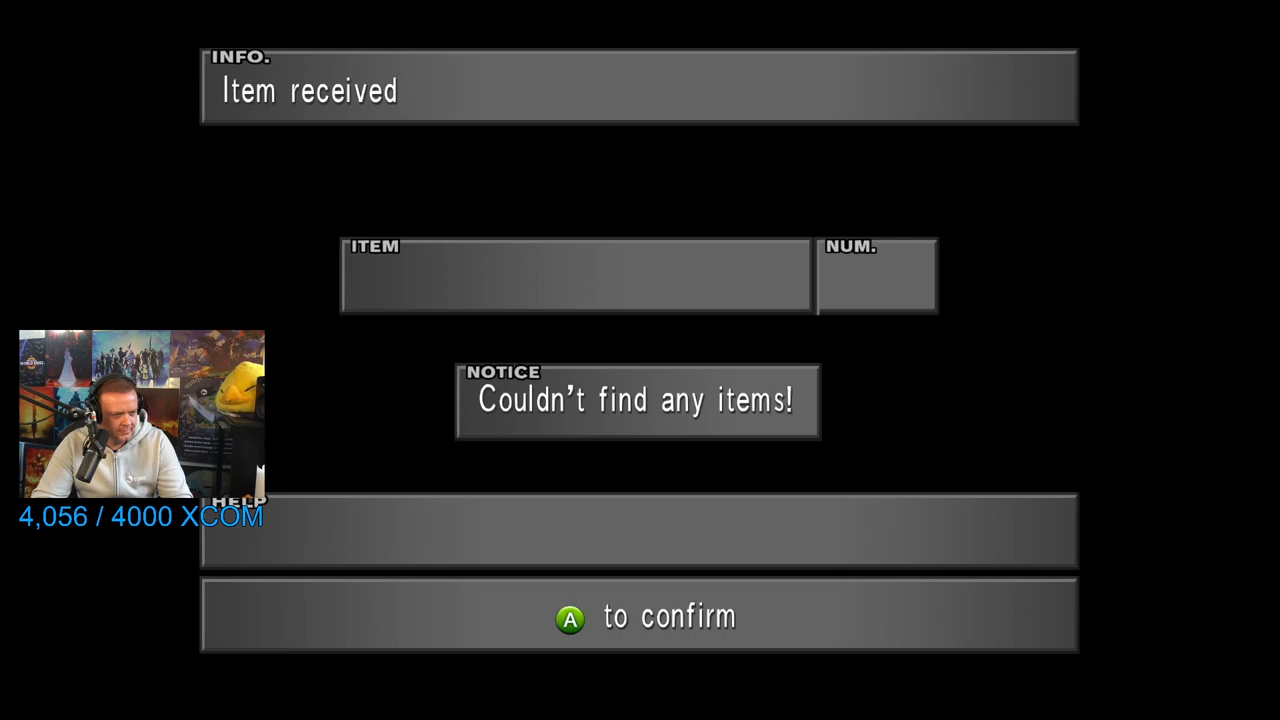 INFO.
Item received
ITEM
NUM.
NOTICE
Couldn't find any items!
HELP
4,056 / 4000 XCOM
A to confirm